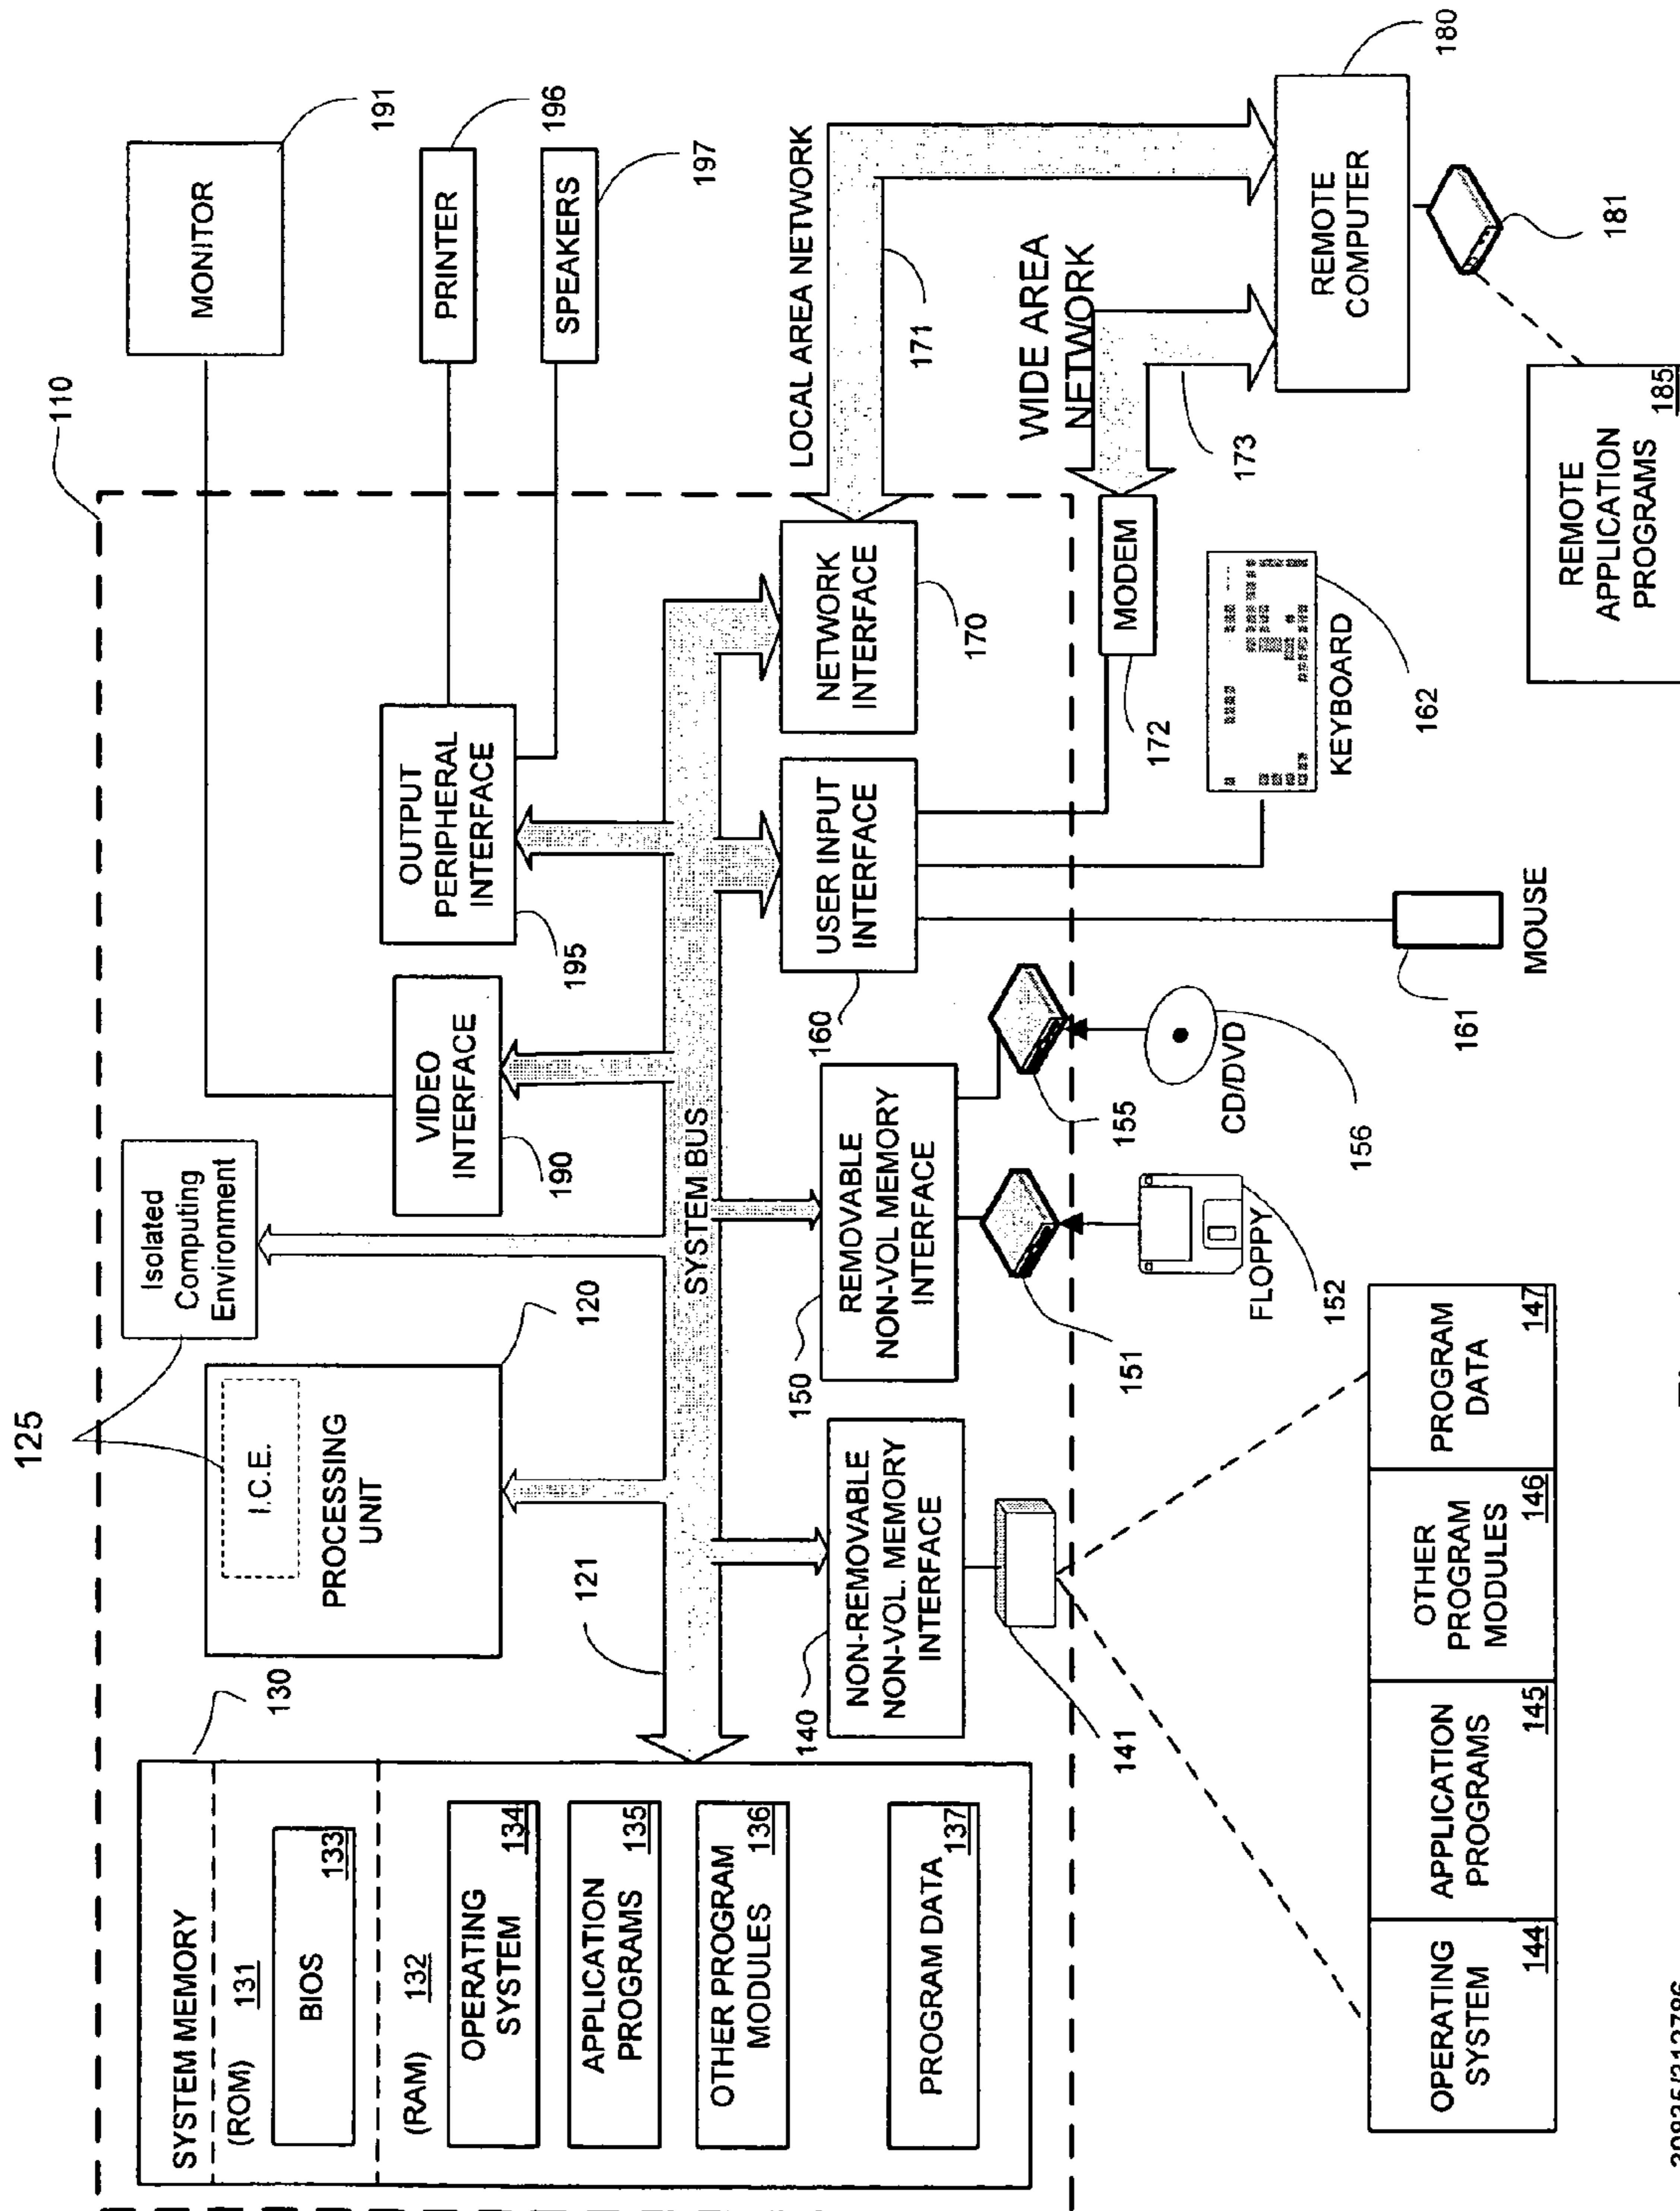 125
110
SYSTEM MEMORY
(ROM) 131
BIOS
133
(RAM) 132
OPERATING
SYSTEM
134
APPLICATION
PROGRAMS
135
OTHER PROGRAM
MODULES
136
PROGRAM DATA
137
130
I.C.E.
PROCESSING
UNIT
120
Isolated
Computing
Environment
121
SYSTEM BUS
VIDEO
INTERFACE
190
OUTPUT
PERIPHERAL
INTERFACE
195
MONITOR
191
PRINTER
196
SPEAKERS
197
NON-REMOVABLE
NON-VOL. MEMORY
INTERFACE
140
REMOVABLE
NON-VOL MEMORY
INTERFACE
150
USER INPUT
INTERFACE
160
NETWORK
INTERFACE
170
LOCAL AREA NETWORK
171
WIDE AREA
NETWORK
173
MODEM
172
141
151
155
FLOPPY
152
CD/DVD
156
MOUSE
161
KEYBOARD
162
REMOTE
COMPUTER
180
181
REMOTE
APPLICATION
PROGRAMS
185
OPERATING
SYSTEM
144
APPLICATION
PROGRAMS
145
OTHER
PROGRAM
MODULES
146
PROGRAM
DATA
147